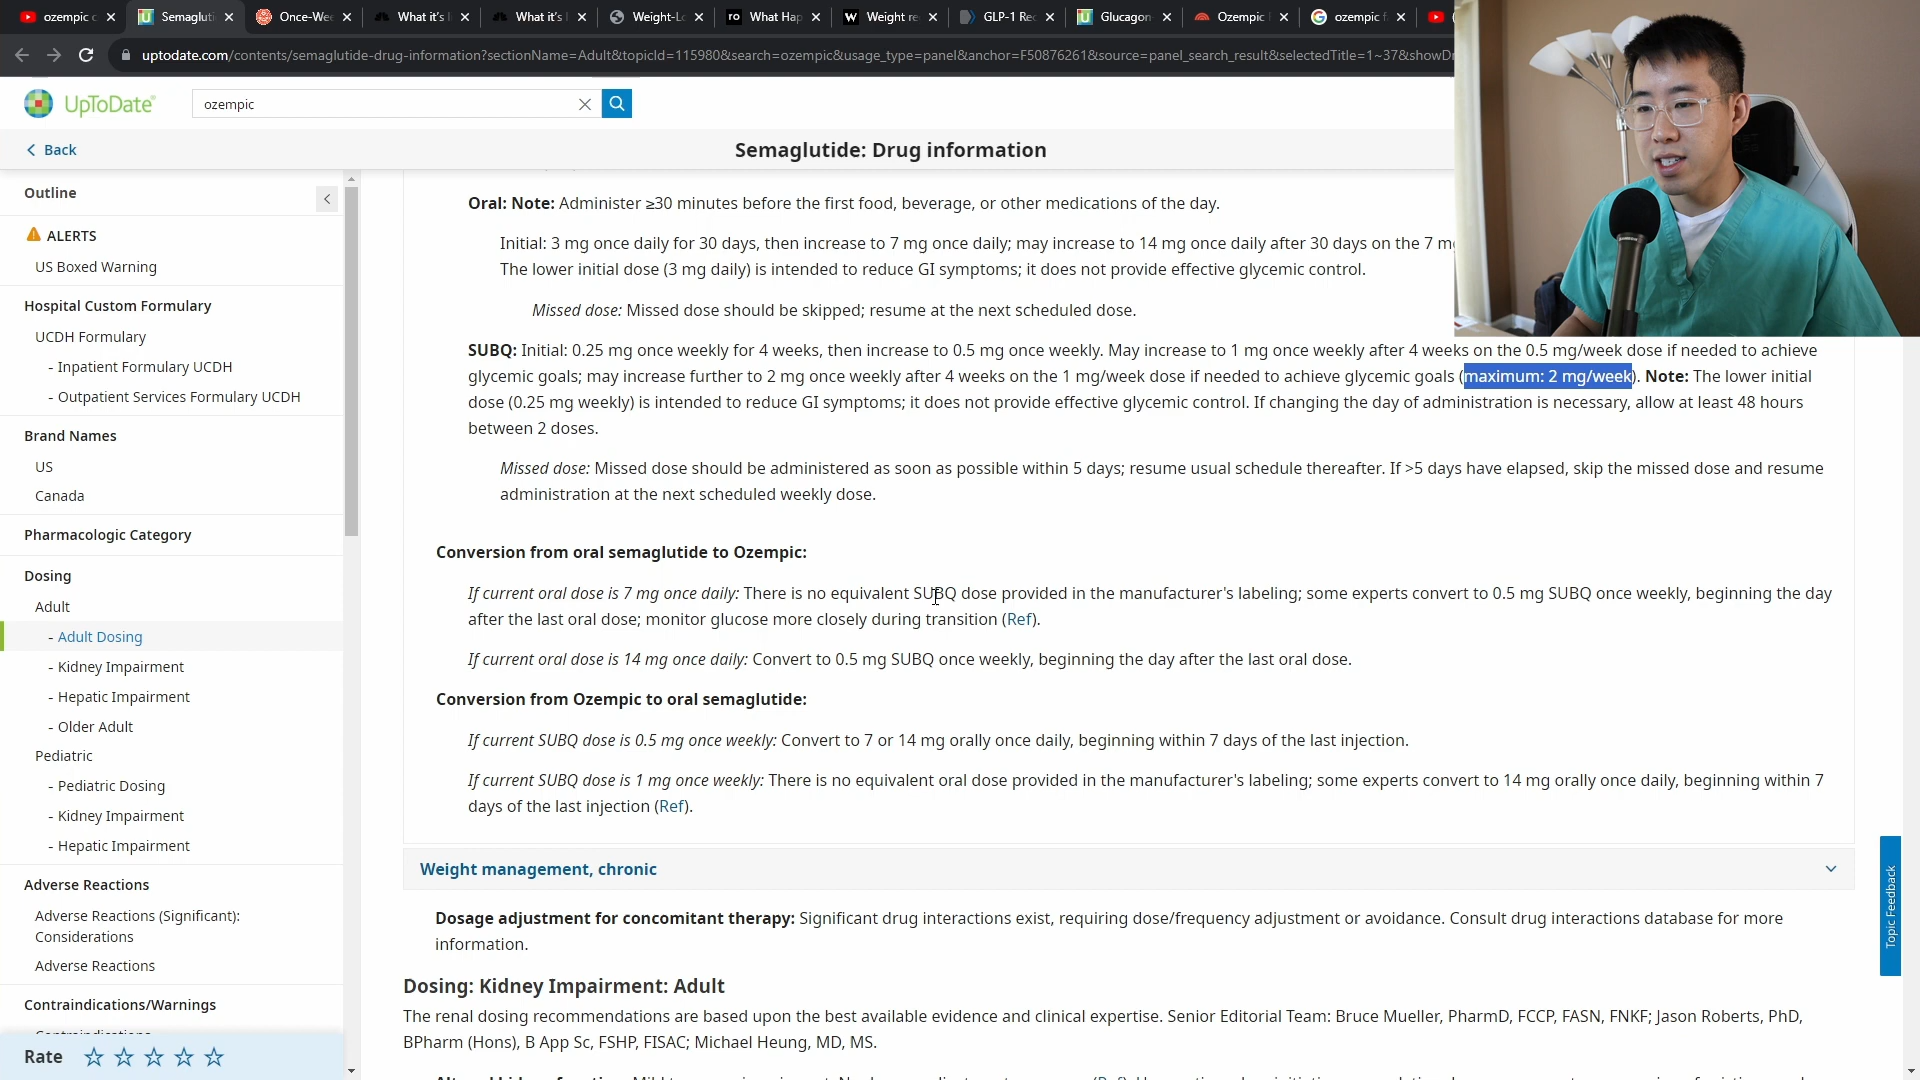 ozempic c
Semagluti
Once-Wee
What it's l
What it's
Weight-Lo
ro What Hap
W Weight re
GLP-1 Rec
Glucagon-
Ozempic
ozempic f
uptodate.com/contents/semaglutide-drug-information?sectionName=Adult&topicId=115980&search=ozempic&usage_type=panel&anchor=F50876261&source=panel_search_result&selectedTitle=1~37&showDr
UpToDate®
ozempic
Back
Semaglutide: Drug information
Outline
ALERTS
US Boxed Warning
Hospital Custom Formulary
UCDH Formulary
- Inpatient Formulary UCDH
- Outpatient Services Formulary UCDH
Brand Names
US
Canada
Pharmacologic Category
Dosing
Adult
- Adult Dosing
- Kidney Impairment
- Hepatic Impairment
- Older Adult
Pediatric
- Pediatric Dosing
- Kidney Impairment
- Hepatic Impairment
Adverse Reactions
Adverse Reactions (Significant):
Considerations
Adverse Reactions
Contraindications/Warnings
Rate
Oral: Note: Administer ≥30 minutes before the first food, beverage, or other medications of the day.
Initial: 3 mg once daily for 30 days, then increase to 7 mg once daily; may increase to 14 mg once daily after 30 days on the 7 m
The lower initial dose (3 mg daily) is intended to reduce GI symptoms; it does not provide effective glycemic control.
Missed dose: Missed dose should be skipped; resume at the next scheduled dose.
SUBQ: Initial: 0.25 mg once weekly for 4 weeks, then increase to 0.5 mg once weekly. May increase to 1 mg once weekly after 4 weeks on the 0.5 mg/week dose if needed to achieve
glycemic goals; may increase further to 2 mg once weekly after 4 weeks on the 1 mg/week dose if needed to achieve glycemic goals (maximum: 2 mg/week). Note: The lower initial
dose (0.25 mg weekly) is intended to reduce GI symptoms; it does not provide effective glycemic control. If changing the day of administration is necessary, allow at least 48 hours
between 2 doses.
Missed dose: Missed dose should be administered as soon as possible within 5 days; resume usual schedule thereafter. If >5 days have elapsed, skip the missed dose and resume
administration at the next scheduled weekly dose.
Conversion from oral semaglutide to Ozempic:
If current oral dose is 7 mg once daily: There is no equivalent SUBQ dose provided in the manufacturer's labeling; some experts convert to 0.5 mg SUBQ once weekly, beginning the day
after the last oral dose; monitor glucose more closely during transition (Ref).
If current oral dose is 14 mg once daily: Convert to 0.5 mg SUBQ once weekly, beginning the day after the last oral dose.
Conversion from Ozempic to oral semaglutide:
If current SUBQ dose is 0.5 mg once weekly: Convert to 7 or 14 mg orally once daily, beginning within 7 days of the last injection.
If current SUBQ dose is 1 mg once weekly: There is no equivalent oral dose provided in the manufacturer's labeling; some experts convert to 14 mg orally once daily, beginning within 7
days of the last injection (Ref).
Weight management, chronic
Dosage adjustment for concomitant therapy: Significant drug interactions exist, requiring dose/frequency adjustment or avoidance. Consult drug interactions database for more
information.
Dosing: Kidney Impairment: Adult
The renal dosing recommendations are based upon the best available evidence and clinical expertise. Senior Editorial Team: Bruce Mueller, PharmD, FCCP, FASN, FNKF; Jason Roberts, PhD,
BPharm (Hons), B App Sc, FSHP, FISAC; Michael Heung, MD, MS.
Topic Feedback